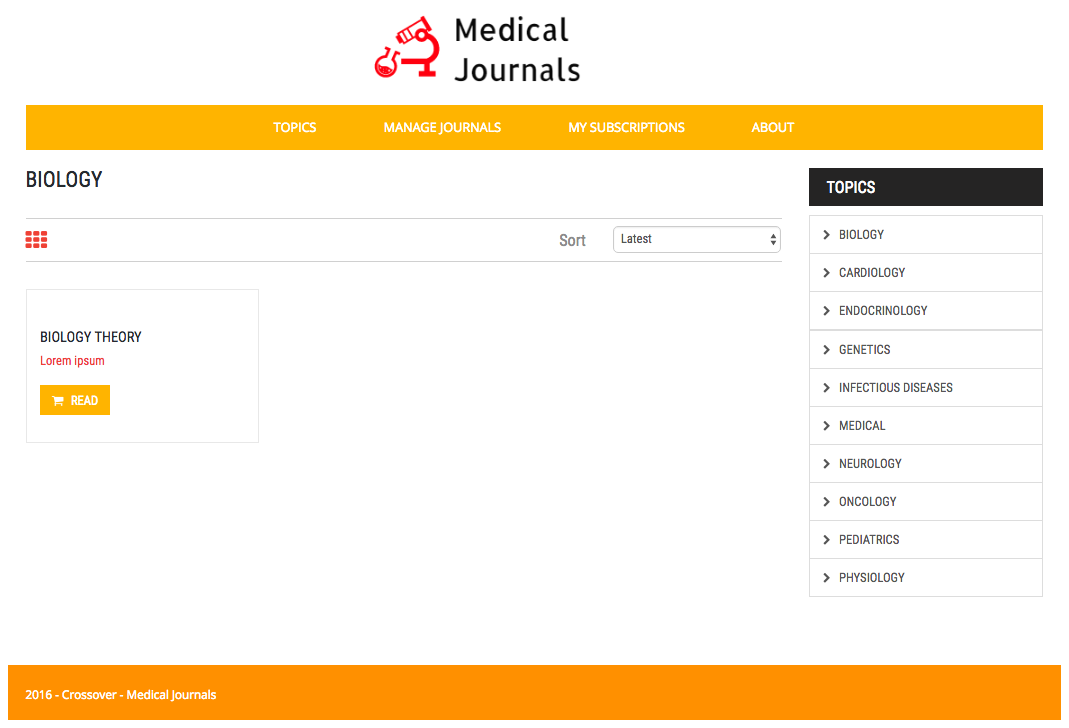 Medical
Journals
TOPICS MANAGE JOURNALS MY SUBSCRIPTIONS ABOUT
BIOLOGY
Sort Latest
BIOLOGY THEORY
Lorem ipsum
READ
TOPICS
BIOLOGY
CARDIOLOGY
ENDOCRINOLOGY
GENETICS
INFECTIOUS DISEASES
MEDICAL
NEUROLOGY
ONCOLOGY
PEDIATRICS
PHYSIOLOGY
2016 - Crossover - Medical Journals